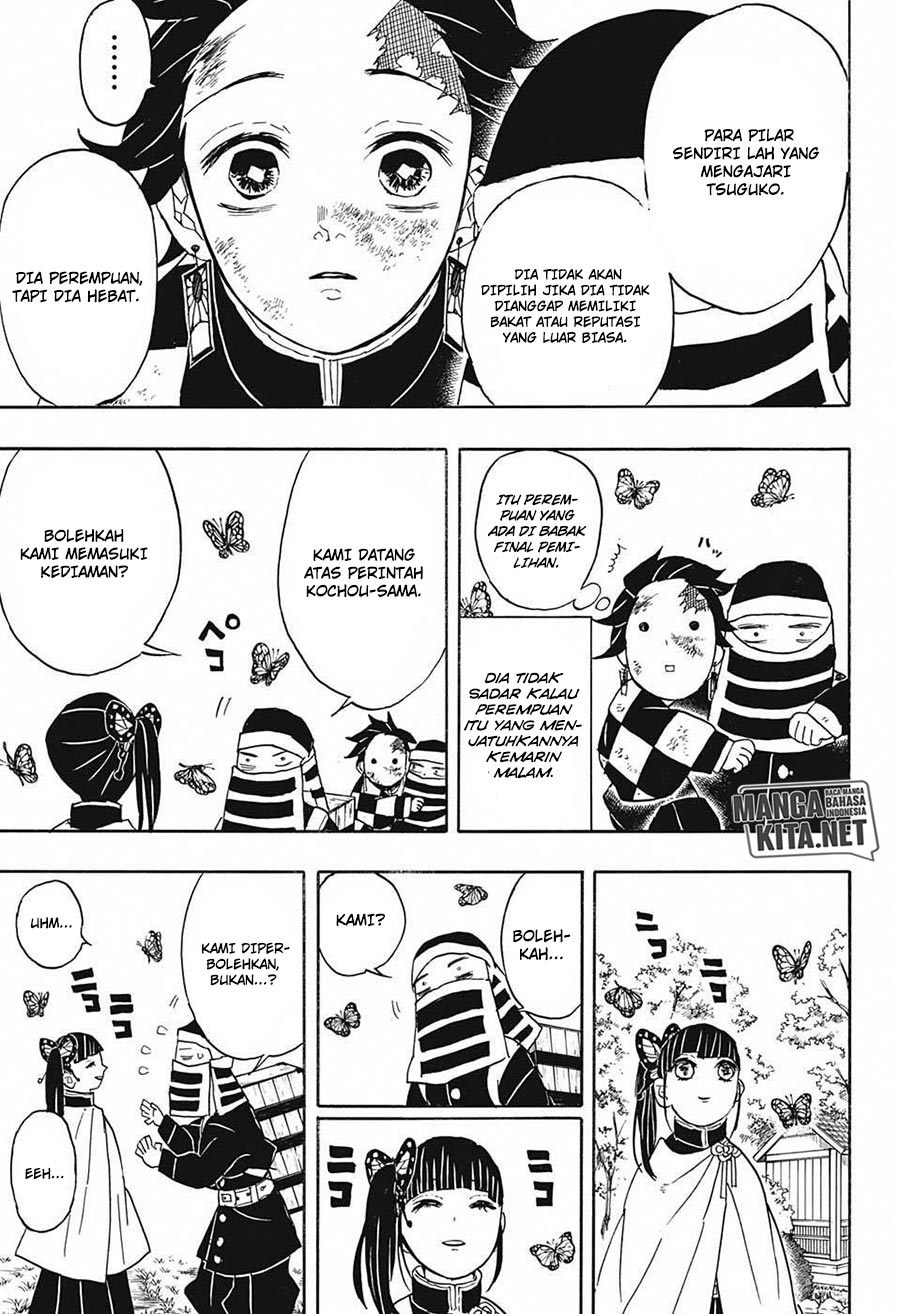 PARA PILAR
SENDIRI LAH YANG
MENGAJARI
TSUGUKO.
DIA TIDAK AKAN
DIPILIH JIKA DIA TIDAK
DIANGGAP MEMILIKI
BAKAT ATAU REPUTASI
YANG LUAR BIASA.
......
DIA PEREMPUAN,
TAPI DIA HEBAT.
ITU PEREM-
PUAN YANG
ADA DI BABAK
FINAL PEMI-
LIHAN.
ハッ
DIA TIDAK
SADAR KALAU
PEREMPUAN
ITU YANG MEN-
JATUHKANNYA
KEMARIN
MALAM.
KAMI DATANG
ATAS PERINTAH
KOCHOU-SAMA.
BOLEHKAH
KAMI MEMASUKI
KEDIAMAN?
ペコ
MANGA
KITA.NET
BACA MANGA
BAHASA
INDONESIA
ニコ
BOLEH-
KAH...
KAMI?
ニコ
ニコ
KAMI DIPER-
BOLEHKAN,
BUKAN...?
UHM...
ニコ
ニコ
EEH...